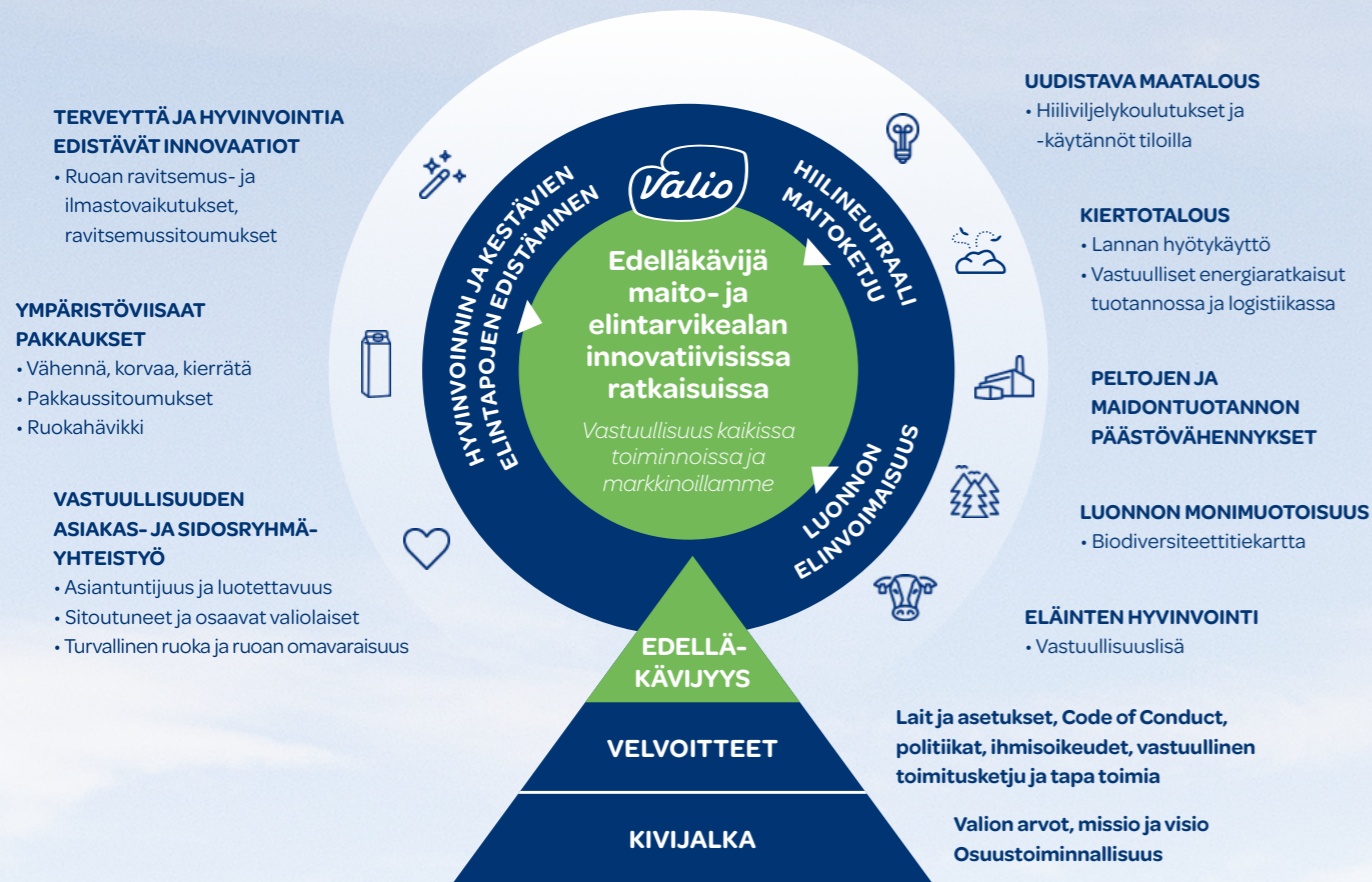 TERVEYTTÄ JA HYVINVOINTIA
EDISTÄVÄT INNOVAATIOT
• Ruoan ravitsemus- ja
ilmastovaikutukset,
ravitsemussitoumukset
YMPÄRISTÖVIISAAT
PAKKAUKSET
• Vähennä, korvaa, kierrätä
• Pakkaussitoumukset
• Ruokahävikki
VASTUULLISUUDEN
ASIAKAS- JA SIDOSRYHMÄ-
YHTEISTYÖ
• Asiantuntijuus ja luotettavuus
• Sitoutuneet ja osaavat valiolaiset
• Turvallinen ruoka ja ruoan omavaraisuus
HYVINVOINNIN JA KESTÄVIEN
ELINTAPOJEN EDISTÄMINEN
Valio
HIILINEUTRAALI
MAITOKETJU
LUONNON
ELINVOIMAISUUS
Edelläkävijä
maito- ja
elintarvikealan
innovatiivisissa
ratkaisuissa
Vastuullisuus kaikissa
toiminnoissa ja
markkinoillamme
EDELLÄ-
KÄVIJYYS
VELVOITTEET
KIVIJALKA
UUDISTAVA MAATALOUS
• Hiiliviljelykoulutukset ja
-käytännöt tiloilla
KIERTOTALOUS
• Lannan hyötykäyttö
• Vastuulliset energiaratkaisut
tuotannossa ja logistiikassa
PELTOJEN JA
MAIDONTUOTANNON
PÄÄSTÖVÄHENNYKSET
LUONNON MONIMUOTOISUUS
• Biodiversiteettitiekartta
ELÄINTEN HYVINVOINTI
• Vastuullisuuslisä
Lait ja asetukset, Code of Conduct,
politiikat, ihmisoikeudet, vastuullinen
toimitusketju ja tapa toimia
Valion arvot, missio ja visio
Osuustoiminnallisuus